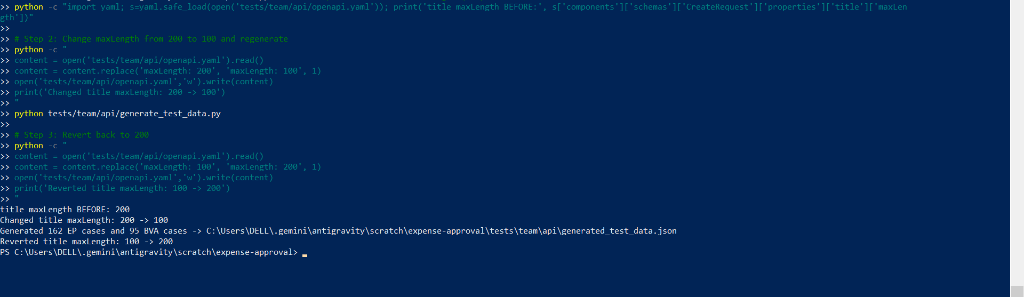 >> python -c "import yaml; s=yaml.safe_load(open('tests/team/api/openapi.yaml')); print('title maxLength BEFORE:', s['components']['schemas']['CreateRequest']['properties']['title']['maxLen
gth'])"
>>
>> # Step 2: Change maxLength from 200 to 100 and regenerate
>> python -c "
>> content = open('tests/team/api/openapi.yaml').read()
>> content = content.replace('maxLength: 200', 'maxLength: 100', 1)
>> open('tests/team/api/openapi.yaml','w').write(content)
>> print('Changed title maxLength: 200 -> 100')
>> "
>> python tests/team/api/generate_test_data.py
>>
>> # Step 3: Revert back to 200
>> python -c "
>> content = open('tests/team/api/openapi.yaml').read()
>> content = content.replace('maxLength: 100', 'maxLength: 200', 1)
>> open('tests/team/api/openapi.yaml','w').write(content)
>> print('Reverted title maxLength: 100 -> 200')
>> "
title maxLength BEFORE: 200
Changed title maxLength: 200 -> 100
Generated 162 EP cases and 95 BVA cases -> C:\Users\DELL\.gemini\antigravity\scratch\expense-approval\tests\team\api\generated_test_data.json
Reverted title maxLength: 100 -> 200
PS C:\Users\DELL\.gemini\antigravity\scratch\expense-approval>